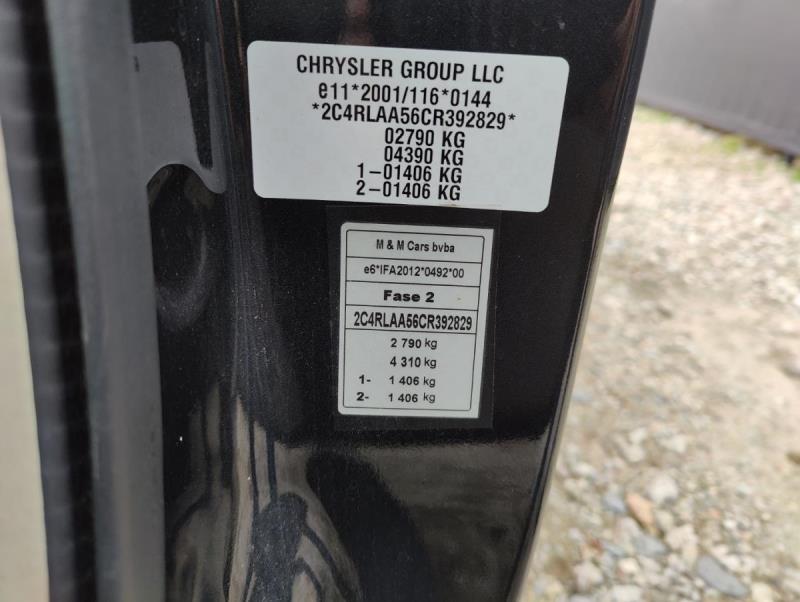 CHRYSLER GROUP LLC
e11*2001/116*0144
*2C4RLAA56CR392829*
02790 KG
04390 KG
1-01406 KG
2-01406 KG
M & M Cars bvba
e6*IFA2012*0492*00
Fase 2
2C4RLAA56CR392829
2 790 kg
4 310 kg
1- 1 406 kg
2- 1 406 kg